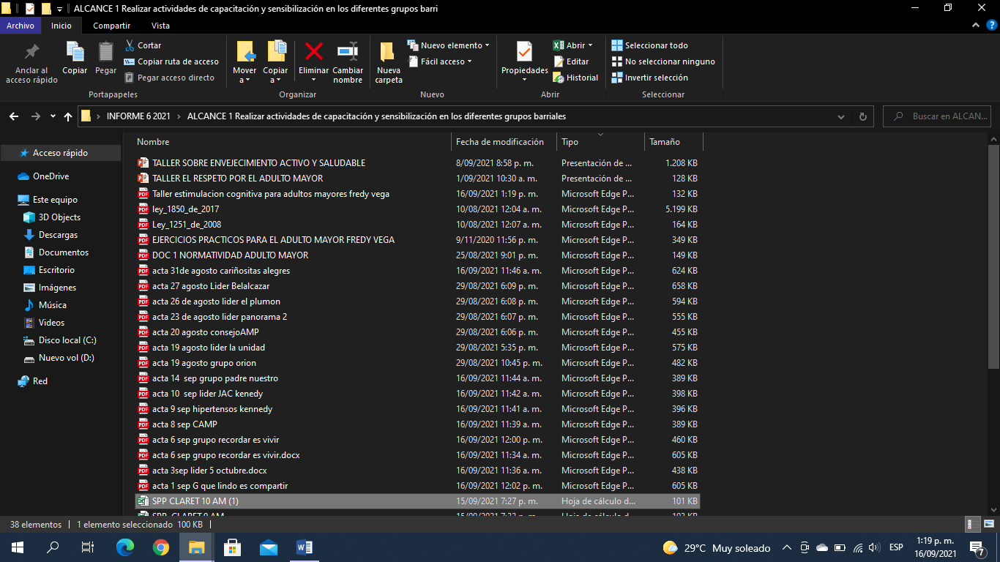 ALCANCE 1 Realizar actividades de capacitación y sensibilización en los diferentes grupos barri
Archivo Inicio Compartir Vista
Anclar al acceso rápido
Copiar
Pegar
Cortar
Copiar ruta de acceso
Pegar acceso directo
Mover a
Copiar a
Eliminar
Cambiar nombre
Nueva carpeta
Nuevo elemento
Fácil acceso
Propiedades
Abrir
Editar
Historial
Seleccionar todo
No seleccionar ninguno
Invertir selección
Portapapeles Organizar Nuevo Abrir Seleccionar
INFORME 6 2021 ALCANCE 1 Realizar actividades de capacitación y sensibilización en los diferentes grupos barriales Buscar en ALCAN...
Acceso rápido
OneDrive
Este equipo
3D Objects
Descargas
Documentos
Escritorio
Imágenes
Música
Videos
Disco local (C:)
Nuevo vol (D:)
Red
Nombre Fecha de modificación Tipo Tamaño
TALLER SOBRE ENVEJECIMIENTO ACTIVO Y SALUDABLE 8/09/2021 8:58 p. m. Presentación de ... 1.208 KB
TALLER EL RESPETO POR EL ADULTO MAYOR 1/09/2021 10:30 a. m. Presentación de ... 128 KB
Taller estimulacion cognitiva para adultos mayores fredy vega 16/09/2021 1:19 p. m. Microsoft Edge P... 132 KB
ley_1850_de_2017 10/08/2021 12:04 a. m. Microsoft Edge P... 5.199 KB
Ley_1251_de_2008 10/08/2021 12:07 a. m. Microsoft Edge P... 164 KB
EJERCICIOS PRACTICOS PARA EL ADULTO MAYOR FREDY VEGA 9/11/2020 11:56 p. m. Microsoft Edge P... 349 KB
DOC 1 NORMATIVIDAD ADULTO MAYOR 25/08/2021 9:01 p. m. Microsoft Edge P... 149 KB
acta 31de agosto cariñositas alegres 16/09/2021 11:46 a. m. Microsoft Edge P... 624 KB
acta 27 agosto Lider Belalcazar 29/08/2021 6:09 p. m. Microsoft Edge P... 658 KB
acta 26 de agosto lider el plumon 29/08/2021 6:08 p. m. Microsoft Edge P... 594 KB
acta 23 de agosto lider panorama 2 29/08/2021 6:07 p. m. Microsoft Edge P... 555 KB
acta 20 agosto consejoAMP 29/08/2021 6:06 p. m. Microsoft Edge P... 455 KB
acta 19 agosto lider la unidad 29/08/2021 5:35 p. m. Microsoft Edge P... 575 KB
acta 19 agosto grupo orion 29/08/2021 10:45 p. m. Microsoft Edge P... 482 KB
acta 14 sep grupo padre nuestro 16/09/2021 11:44 a. m. Microsoft Edge P... 389 KB
acta 10 sep lider JAC kenedy 16/09/2021 11:42 a. m. Microsoft Edge P... 398 KB
acta 9 sep hipertensos kennedy 16/09/2021 11:41 a. m. Microsoft Edge P... 396 KB
acta 8 sep CAMP 16/09/2021 11:39 a. m. Microsoft Edge P... 389 KB
acta 6 sep grupo recordar es vivir 16/09/2021 12:00 p. m. Microsoft Edge P... 460 KB
acta 6 sep grupo recordar es vivir.docx 16/09/2021 11:34 a. m. Microsoft Edge P... 605 KB
acta 3sep lider 5 octubre.docx 16/09/2021 11:36 a. m. Microsoft Edge P... 438 KB
acta 1 sep G que lindo es compartir 16/09/2021 12:02 p. m. Microsoft Edge P... 605 KB
SPP CLARET 10 AM (1) 15/09/2021 7:27 p. m. Hoja de cálculo d... 101 KB
38 elementos 1 elemento seleccionado 100 KB
29°C Muy soleado ESP 1:19 p. m.
16/09/2021 7